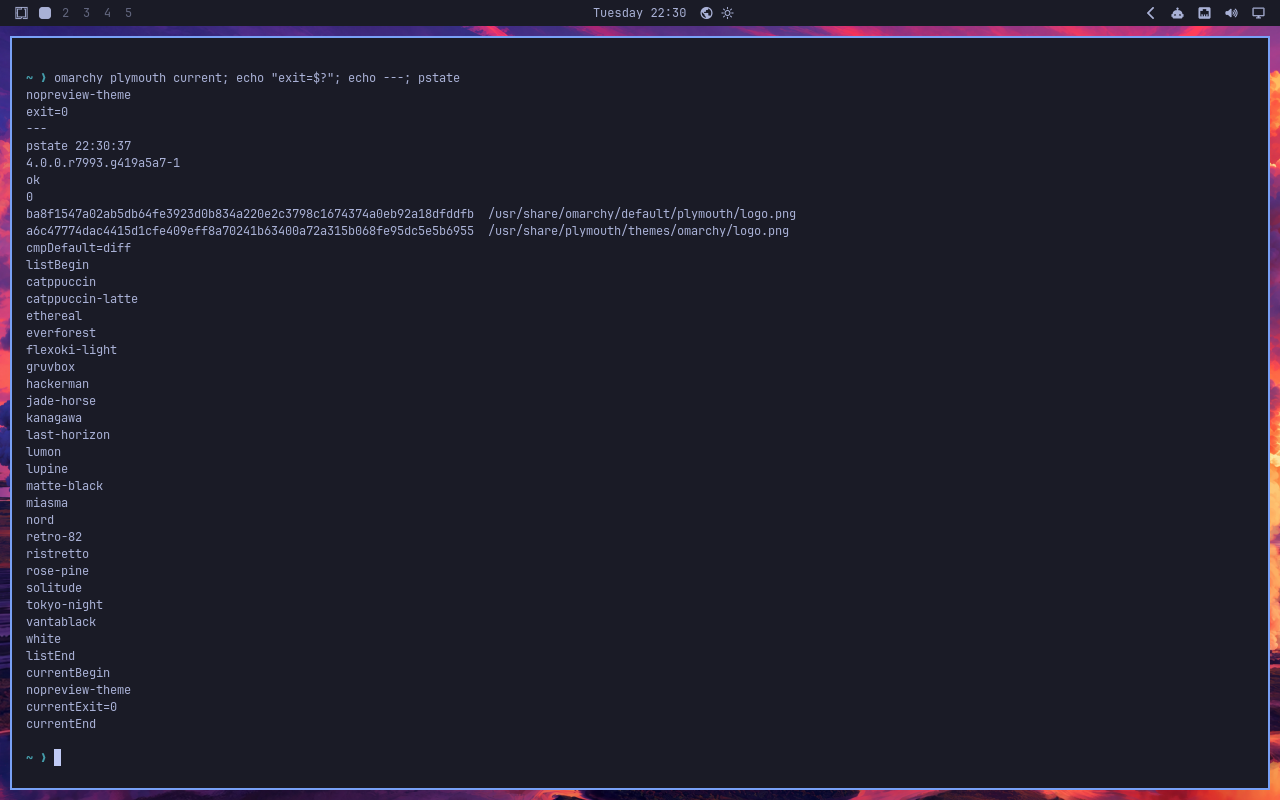 2 3 4 5 Tuesday 22:30
~ ❯ omarchy plymouth current; echo "exit=$?"; echo ---; pstate
nopreview-theme
exit=0
---
pstate 22:30:37
4.0.0.r7993.g419a5a7-1
ok
0
ba8f1547a02ab5db64fe3923d0b834a220e2c3798c1674374a0eb92a18dfddfb  /usr/share/omarchy/default/plymouth/logo.png
a6c47774dac4415d1cfe409eff8a70241b63400a72a315b068fe95dc5e5b6955  /usr/share/plymouth/themes/omarchy/logo.png
cmpDefault=diff
listBegin
catppuccin
catppuccin-latte
ethereal
everforest
flexoki-light
gruvbox
hackerman
jade-horse
kanagawa
last-horizon
lumon
lupine
matte-black
miasma
nord
retro-82
ristretto
rose-pine
solitude
tokyo-night
vantablack
white
listEnd
currentBegin
nopreview-theme
currentExit=0
currentEnd
~ ❯